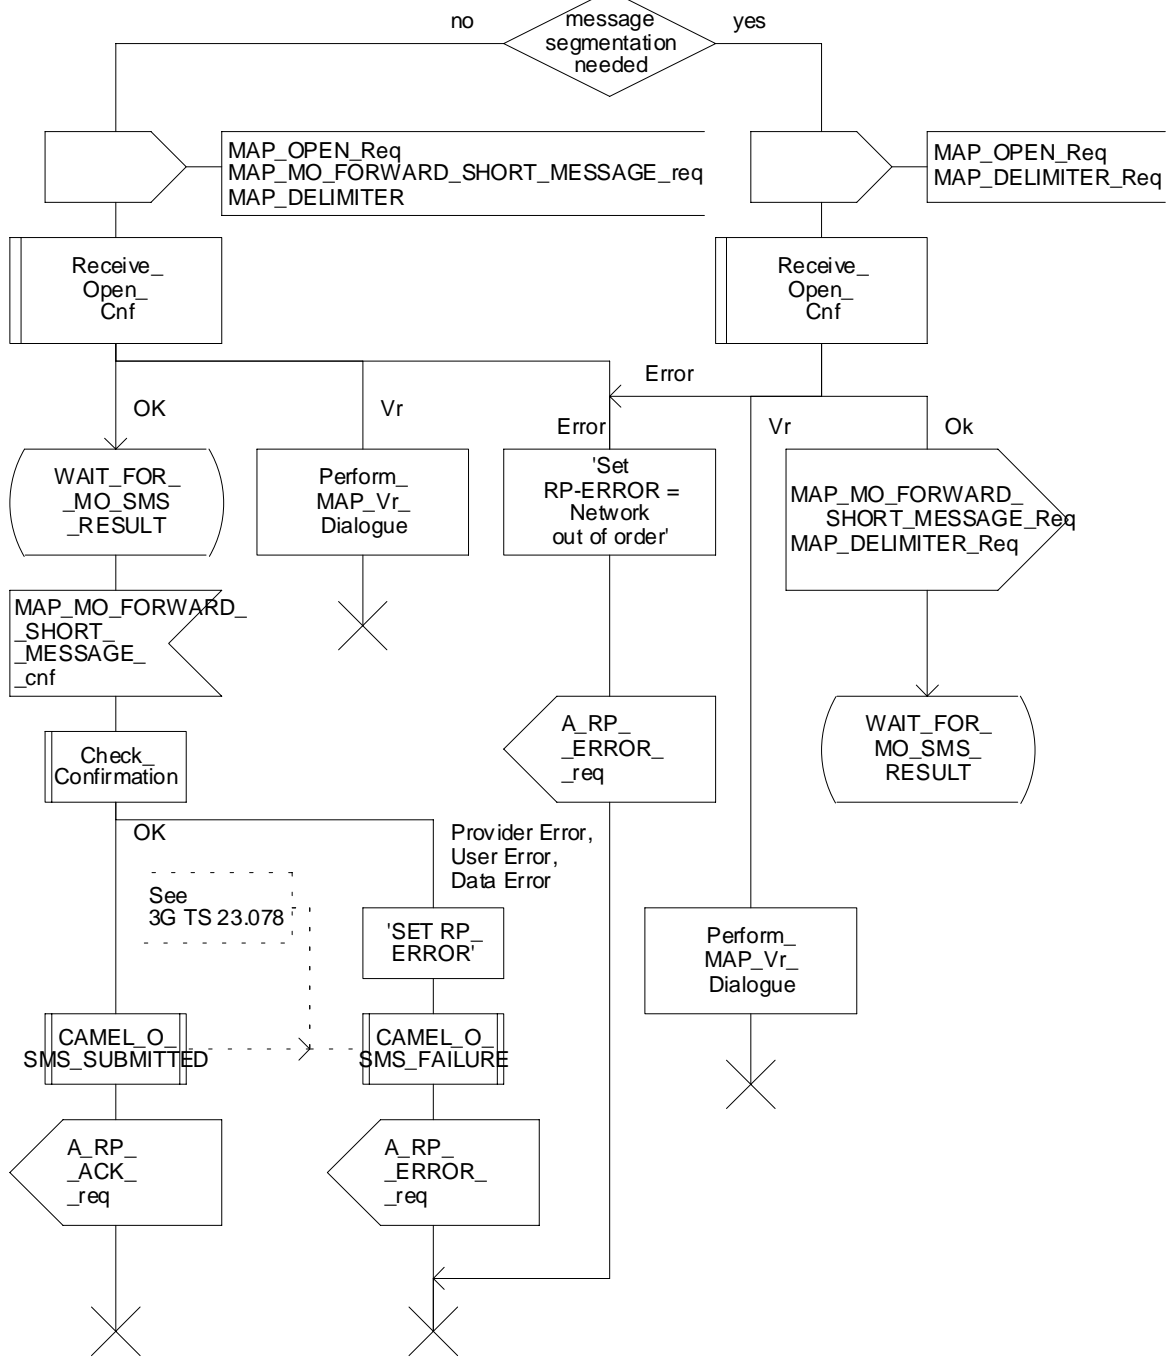 no
message
segmentation
needed
yes
MAP_OPEN_Req
MAP_MO_FORWARD_SHORT_MESSAGE_req
MAP_DELIMITER
MAP_OPEN_Req
MAP_DELIMITER_Req
Receive_
Open_
Cnf
Receive_
Open_
Cnf
Error
OK
Vr
Error
Vr
Ok
WAIT_FOR_
_MO_SMS
_RESULT
Perform_
MAP_Vr_
Dialogue
'Set
RP-ERROR =
Network
out of order'
MAP_MO_FORWARD_
SHORT_MESSAGE_Req
MAP_DELIMITER_Req
MAP_MO_FORWARD_
_SHORT_
_MESSAGE_
_cnf
A_RP_
_ERROR_
_req
WAIT_FOR_
MO_SMS_
RESULT
Check_
Confirmation
OK
Provider Error,
User Error,
Data Error
See
3G TS 23.078
'SET RP_
ERROR'
Perform_
MAP_Vr_
Dialogue
CAMEL_O_
SMS_SUBMITTED
CAMEL_O_
SMS_FAILURE
A_RP_
_ACK_
_req
A_RP_
_ERROR_
_req